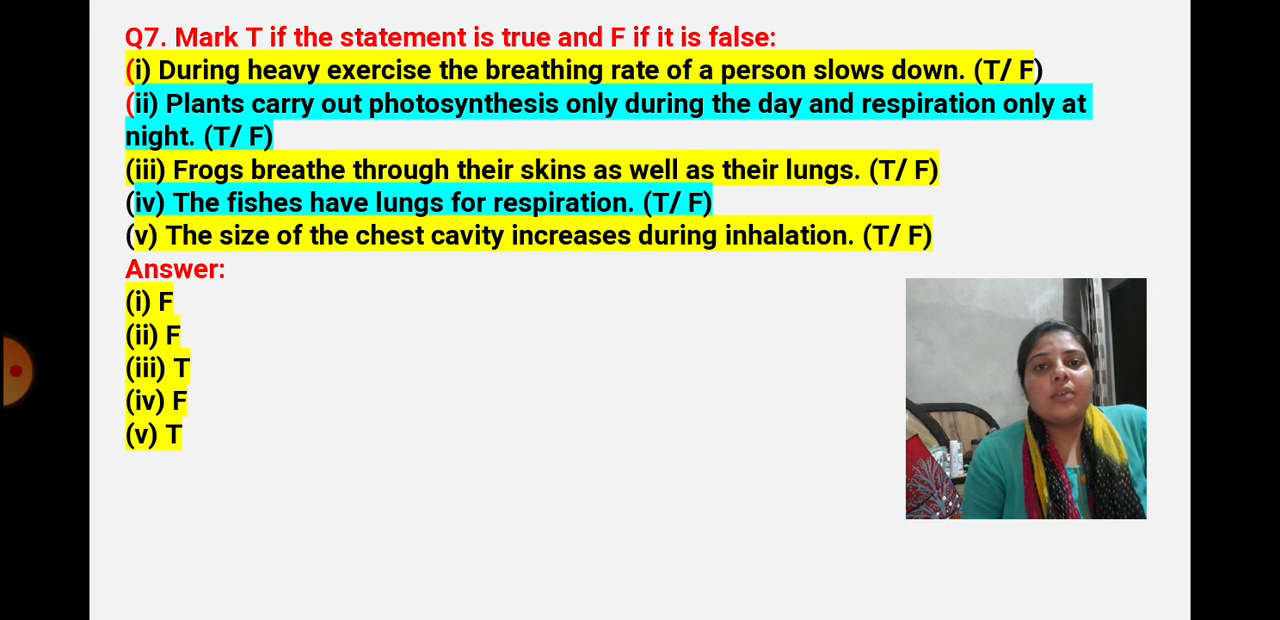 Q7. Mark T if the statement is true and F if it is false:
(i) During heavy exercise the breathing rate of a person slows down. (T/ F)
(ii) Plants carry out photosynthesis only during the day and respiration only at
night. (T/ F)
(iii) Frogs breathe through their skins as well as their lungs. (T/ F)
(iv) The fishes have lungs for respiration. (T/ F)
(v) The size of the chest cavity increases during inhalation. (T/ F)
Answer:
(i) F
(ii) F
(iii) T
(iv) F
(v) T